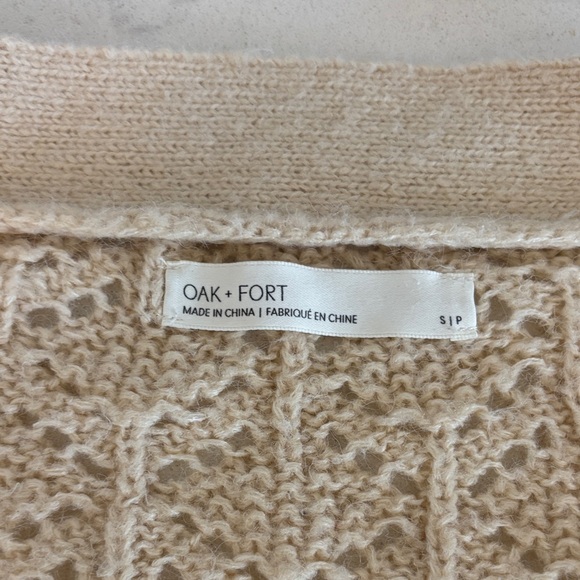 OAK + FORT
MADE IN CHINA | FABRIQUÉ EN CHINE
S | P